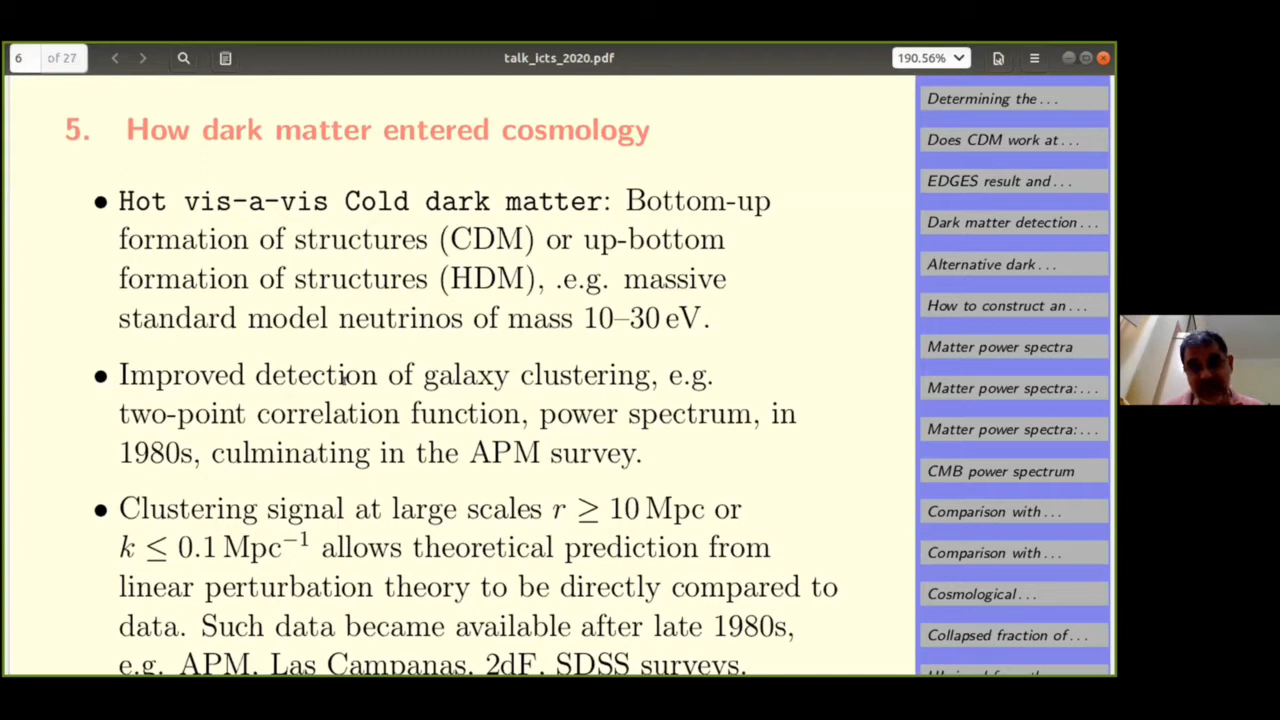 6 of 27
talk_icts_2020.pdf
190.56%
5. How dark matter entered cosmology
• Hot vis-a-vis Cold dark matter: Bottom-up
formation of structures (CDM) or up-bottom
formation of structures (HDM), .e.g. massive
standard model neutrinos of mass 10–30 eV.
• Improved detection of galaxy clustering, e.g.
two-point correlation function, power spectrum, in
1980s, culminating in the APM survey.
• Clustering signal at large scales r ≥ 10 Mpc or
k ≤ 0.1 Mpc⁻¹ allows theoretical prediction from
linear perturbation theory to be directly compared to
data. Such data became available after late 1980s,
e.g. APM, Las Campanas, 2dF, SDSS surveys.
Determining the . . .
Does CDM work at . . .
EDGES result and . . .
Dark matter detection . . .
Alternative dark . . .
How to construct an . . .
Matter power spectra
Matter power spectra: . . .
Matter power spectra: . . .
CMB power spectrum
Comparison with . . .
Comparison with . . .
Cosmological . . .
Collapsed fraction of . . .